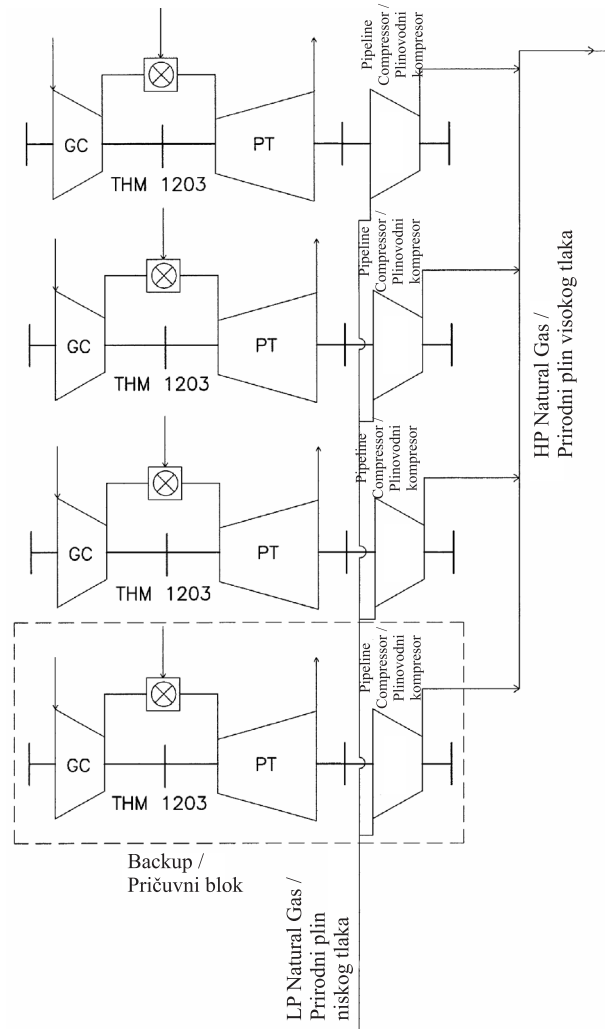 Pipeline
Compressor /
Plinovodni
kompresor
GC
PT
THM 1203
Pipeline
Compressor /
Plinovodni
kompresor
GC
PT
THM 1203
Pipeline
Compressor /
Plinovodni
kompresor
GC
PT
THM 1203
Pipeline
Compressor /
Plinovodni
kompresor
GC
PT
THM 1203
Backup /
Pričuvni blok
LP Natural Gas /
Prirodni plin
niskog tlaka
HP Natural Gas /
Prirodni plin visokog tlaka